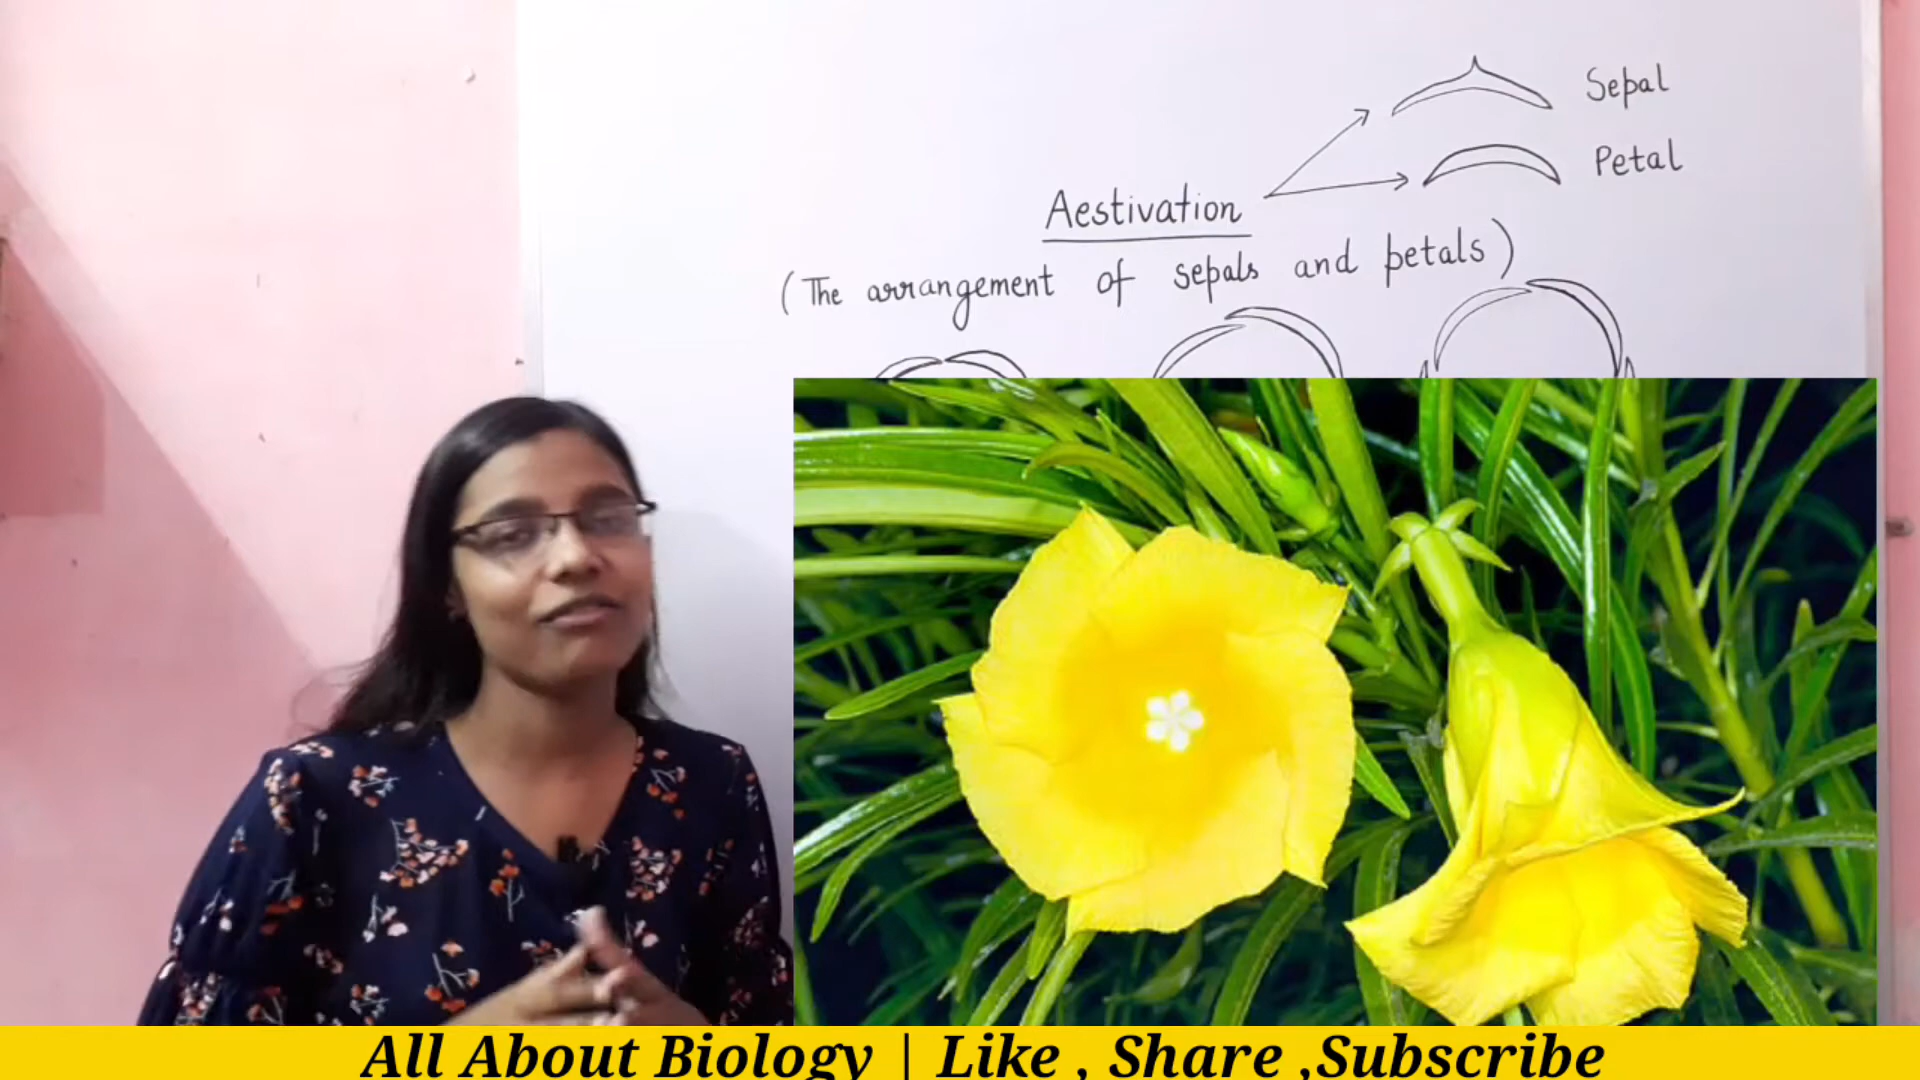 Sepal
Petal
Aestivation
(The arrangement of sepals and petals)
All About Biology | Like , Share ,Subscribe